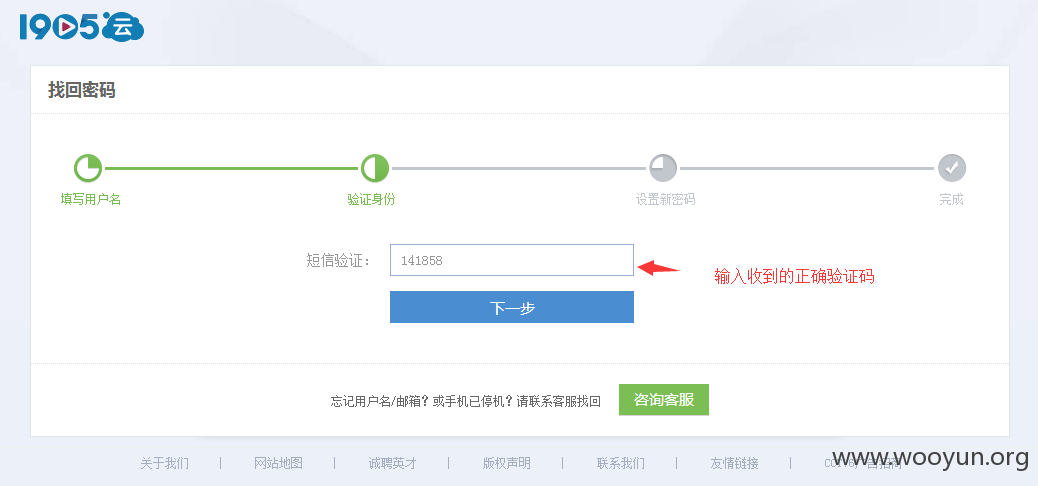 1905云
找回密码
填写用户名 验证身份 设置新密码 完成
短信验证： 141858
输入收到的正确验证码
下一步
忘记用户名/邮箱？或手机已停机？请联系客服找回 咨询客服
关于我们 | 网站地图 | 诚聘英才 | 版权声明 | 联系我们 | 友情链接 |
www.wooyun.org